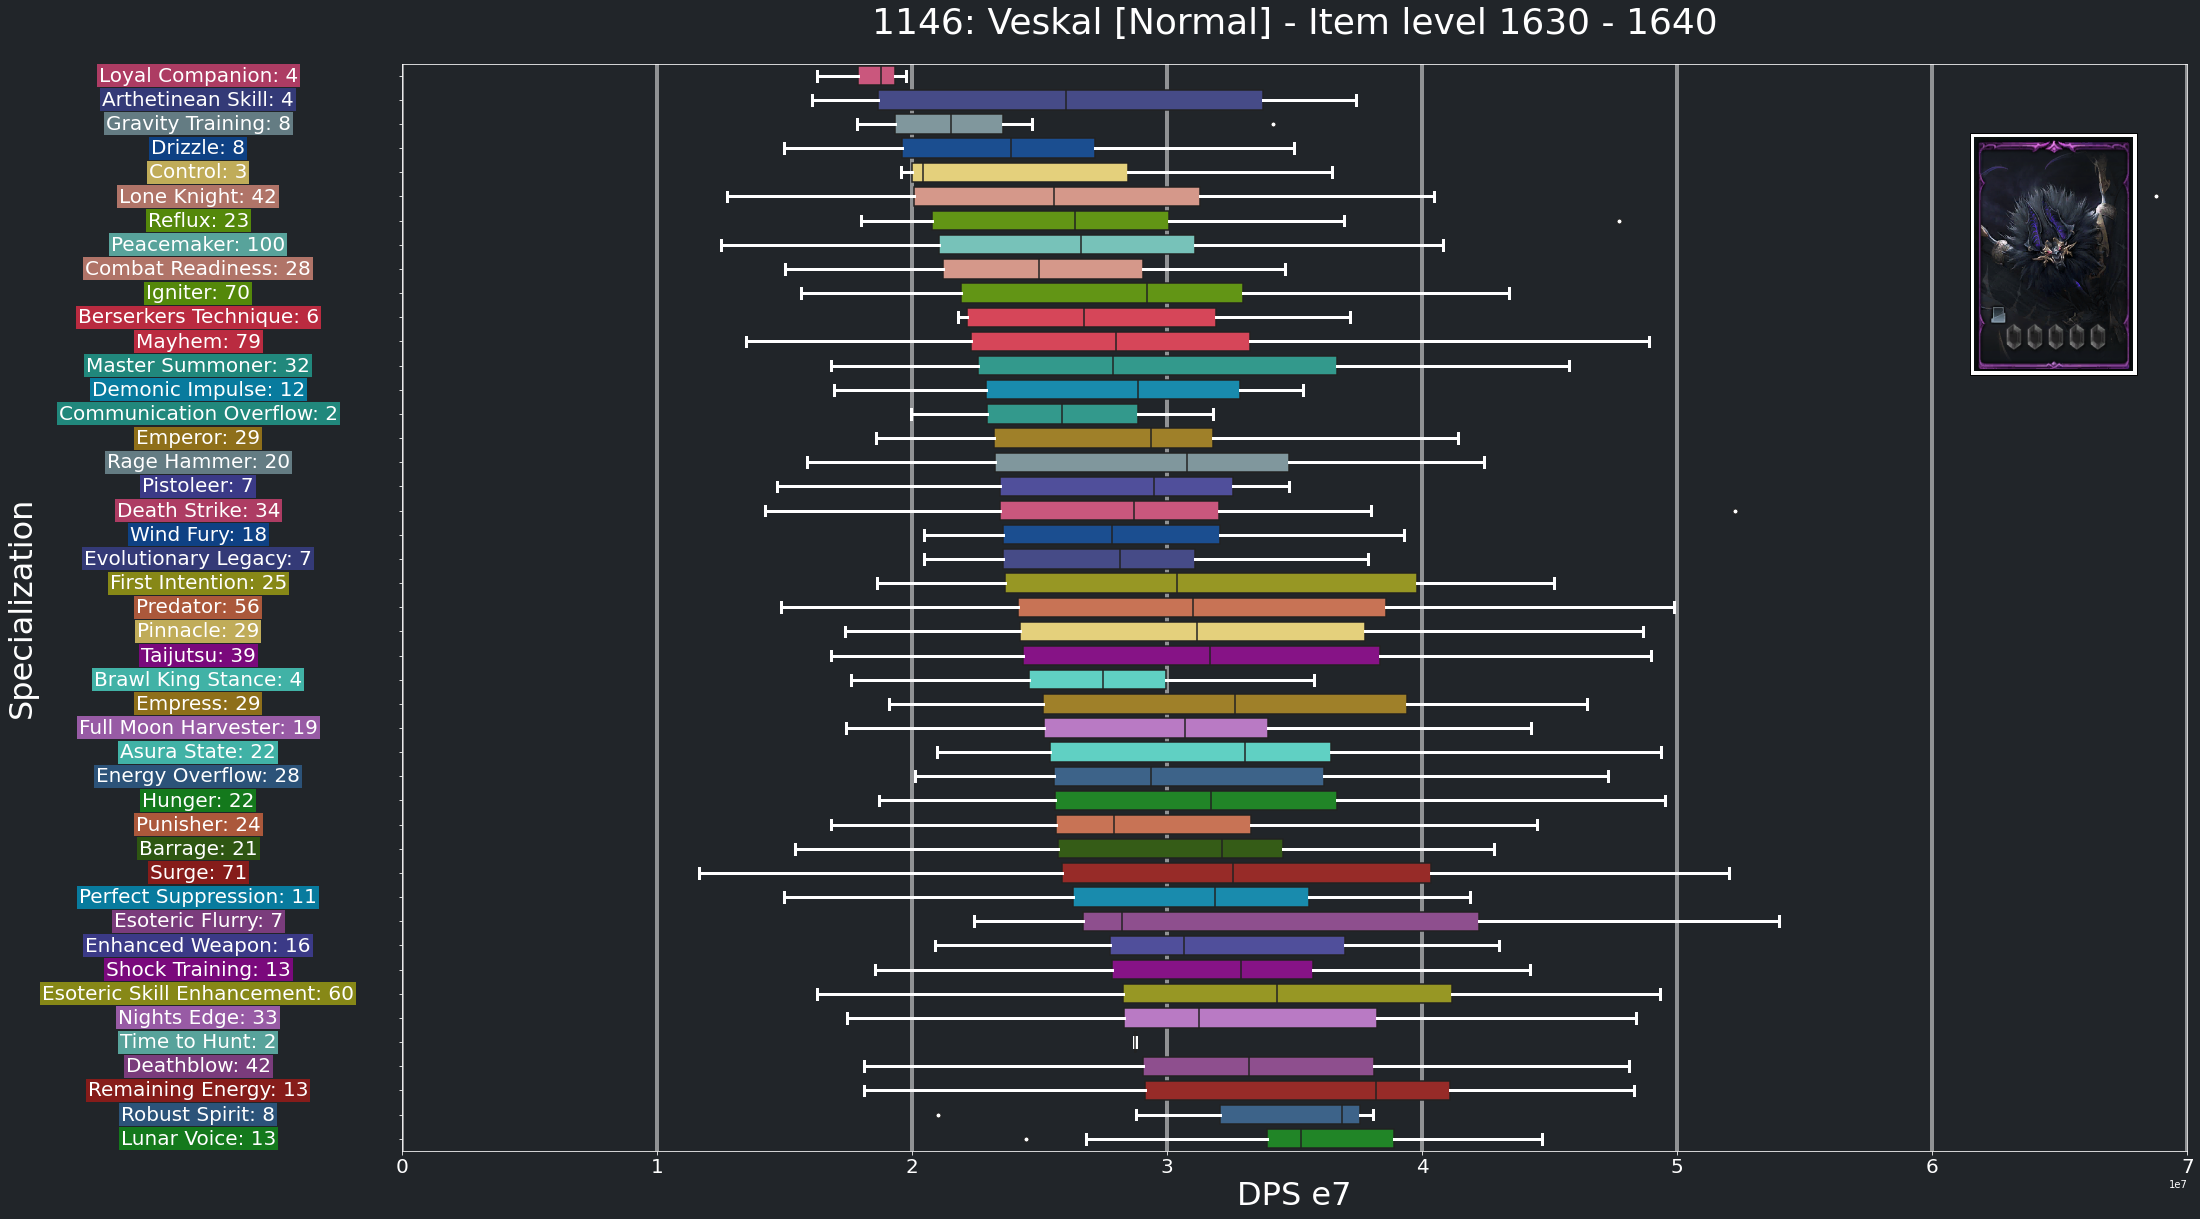 1146: Veskal [Normal] - Item level 1630 - 1640
Loyal Companion: 4
Arthetinean Skill: 4
Gravity Training: 8
Drizzle: 8
Control: 3
Lone Knight: 42
Reflux: 23
Peacemaker: 100
Combat Readiness: 28
Igniter: 70
Berserkers Technique: 6
Mayhem: 79
Master Summoner: 32
Demonic Impulse: 12
Communication Overflow: 2
Emperor: 29
Rage Hammer: 20
Pistoleer: 7
Death Strike: 34
Wind Fury: 18
Evolutionary Legacy: 7
First Intention: 25
Predator: 56
Pinnacle: 29
Taijutsu: 39
Brawl King Stance: 4
Empress: 29
Full Moon Harvester: 19
Asura State: 22
Energy Overflow: 28
Hunger: 22
Punisher: 24
Barrage: 21
Surge: 71
Perfect Suppression: 11
Esoteric Flurry: 7
Enhanced Weapon: 16
Shock Training: 13
Esoteric Skill Enhancement: 60
Nights Edge: 33
Time to Hunt: 2
Deathblow: 42
Remaining Energy: 13
Robust Spirit: 8
Lunar Voice: 13
Specialization
0 1 2 3 4 5 6 7
DPS e7
1e7